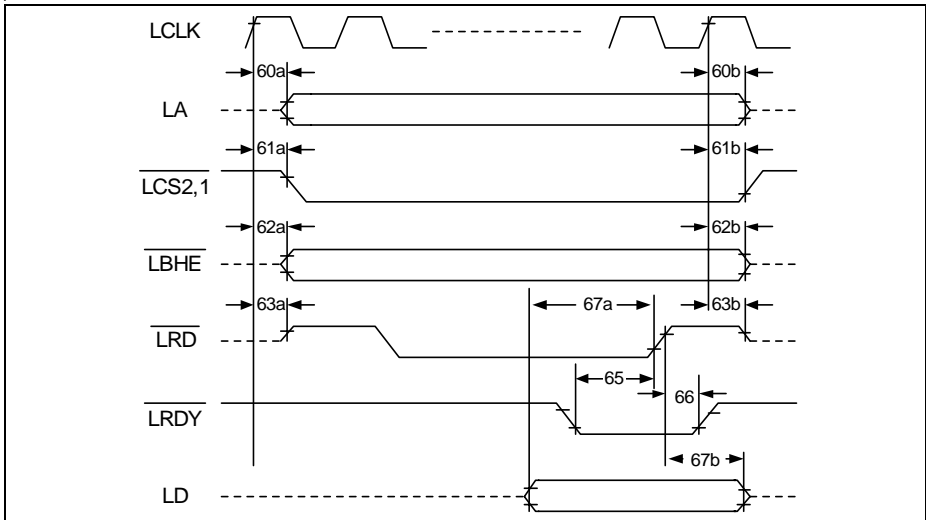 LCLK
60a 60b
LA
61a 61b
LCS2,1
62a 62b
LBHE
63a 67a 63b
LRD
65 66
LRDY
67b
LD